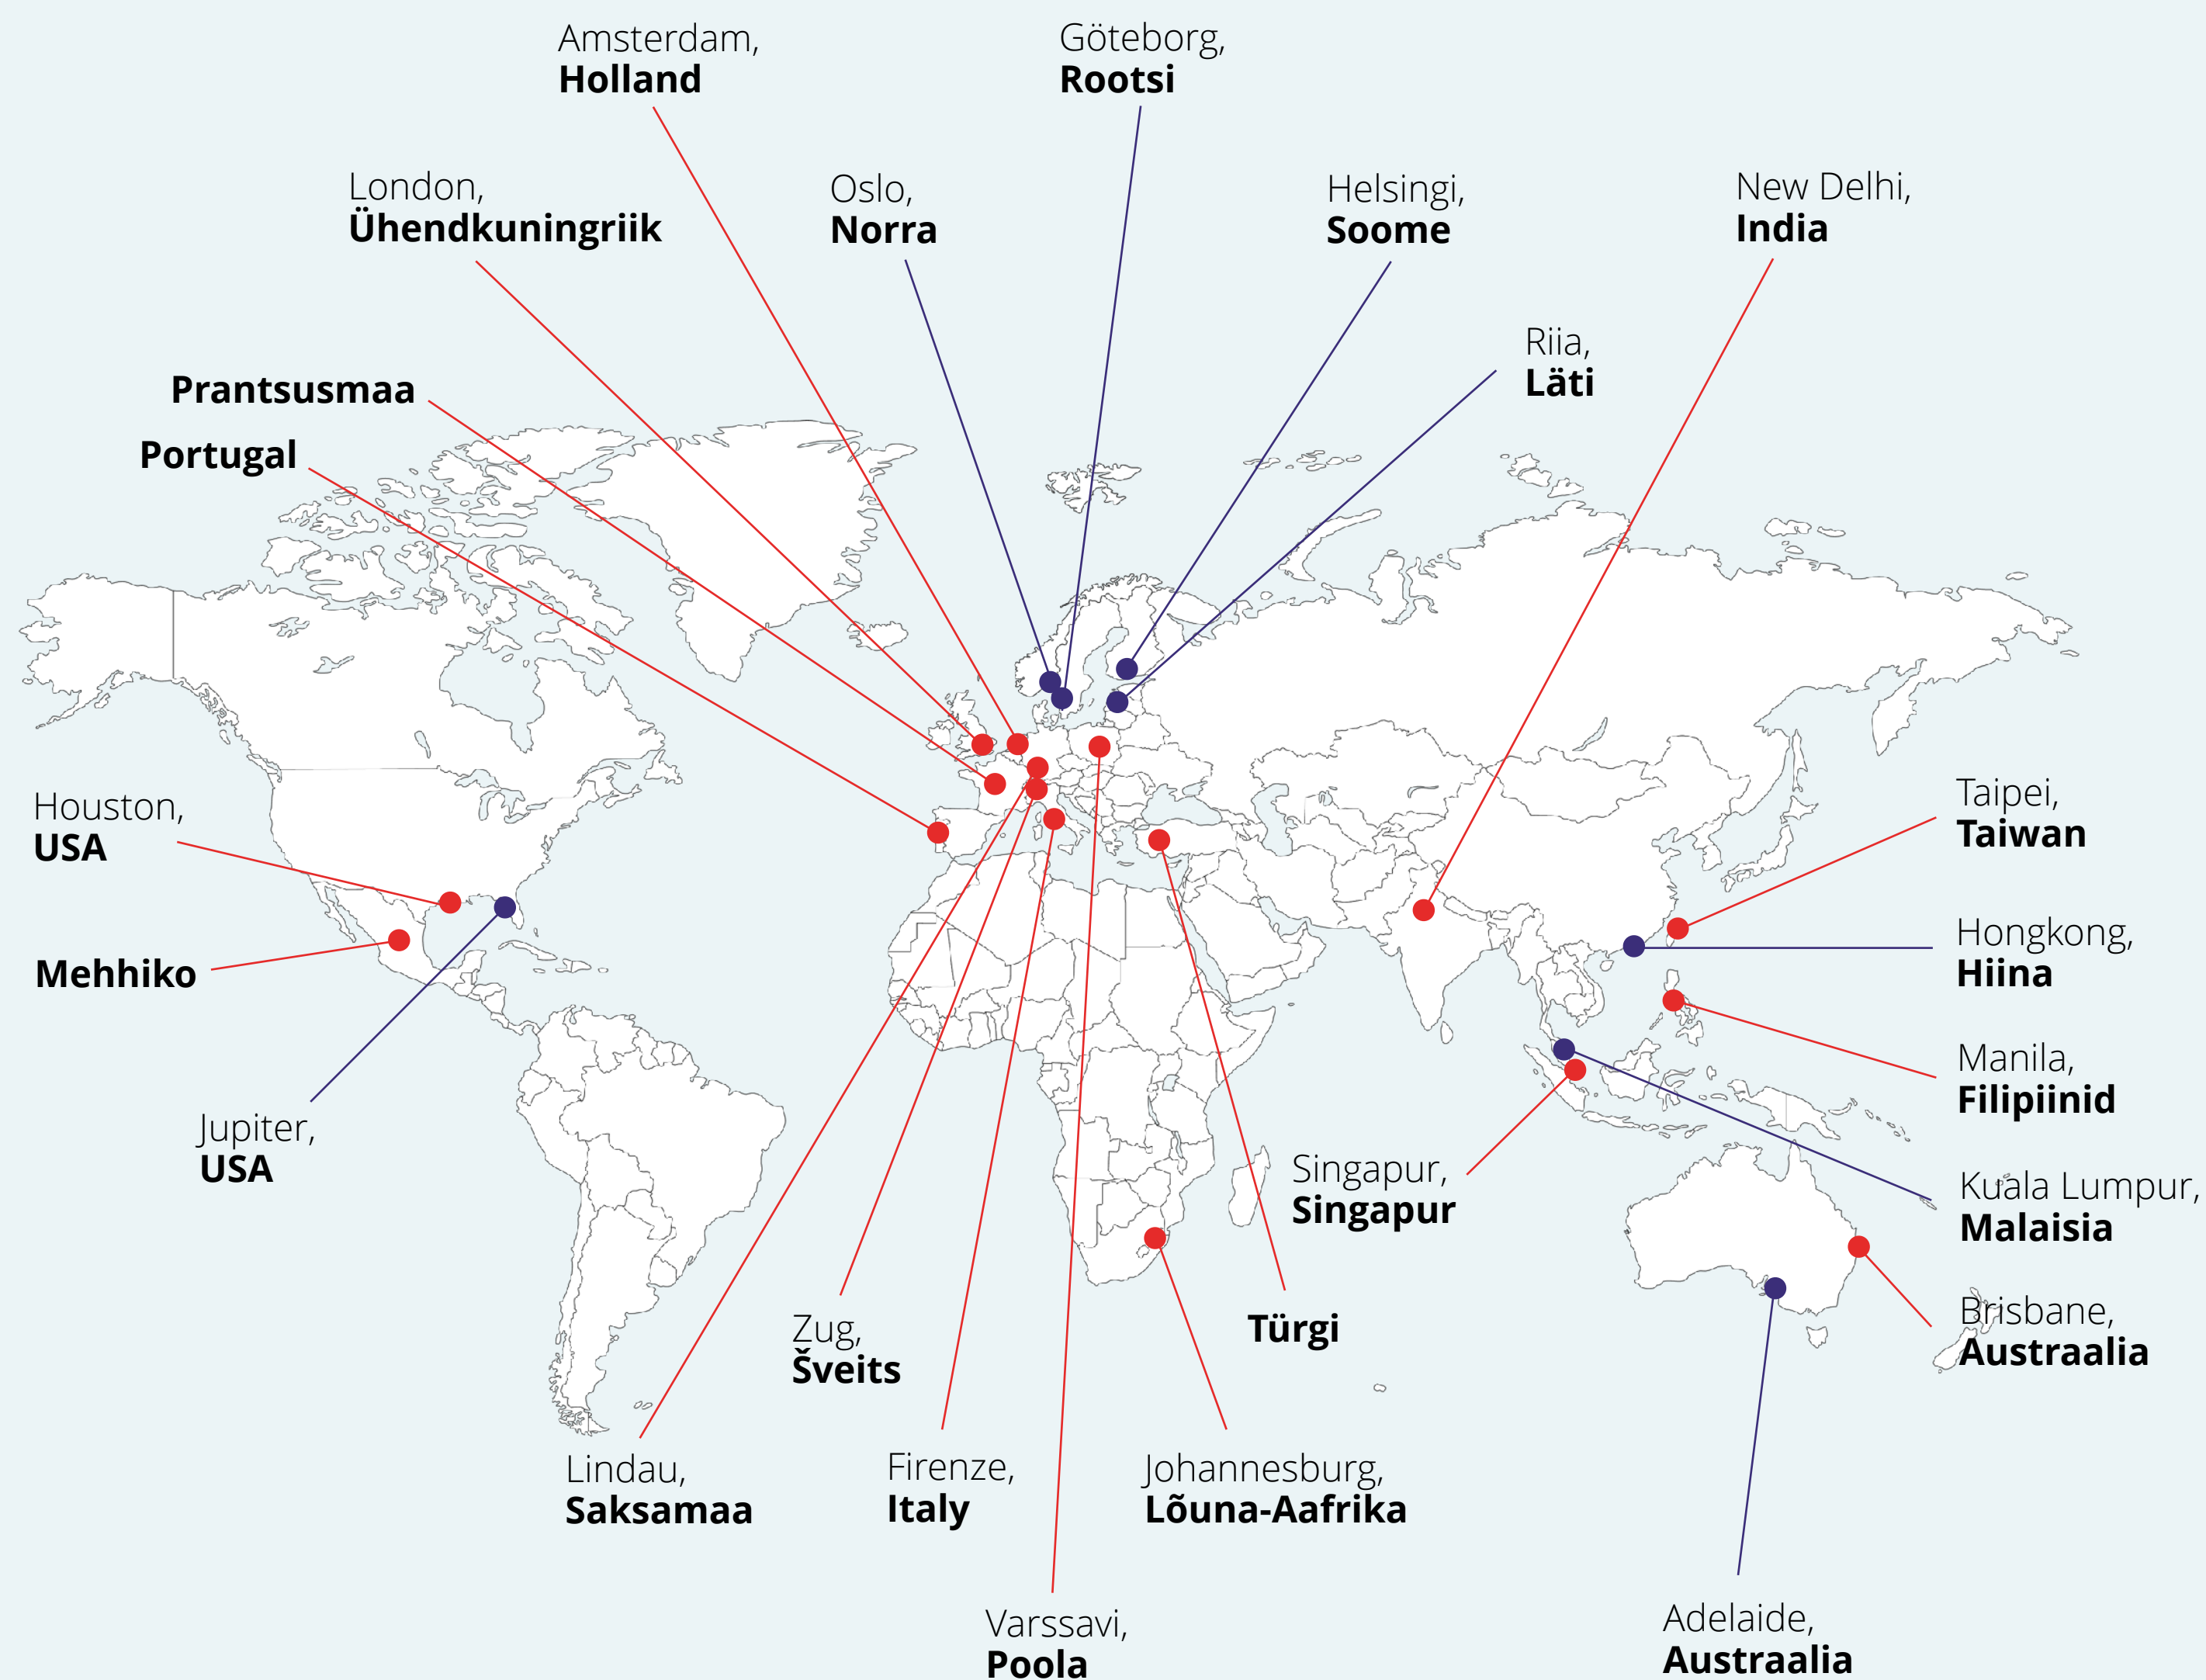 Amsterdam,
Holland
Göteborg,
Rootsi
London,
Ühendkuningriik
Oslo,
Norra
Helsingi,
Soome
New Delhi,
India
Riia,
Läti
Prantsusmaa
Portugal
Houston,
USA
Taipei,
Taiwan
Hongkong,
Hiina
Mehhiko
Manila,
Filipiinid
Jupiter,
USA
Singapur,
Singapur
Kuala Lumpur,
Malaisia
Zug,
Šveits
Türgi
Brisbane,
Austraalia
Lindau,
Saksamaa
Firenze,
Italy
Johannesburg,
Lõuna-Aafrika
Varssavi,
Poola
Adelaide,
Austraalia